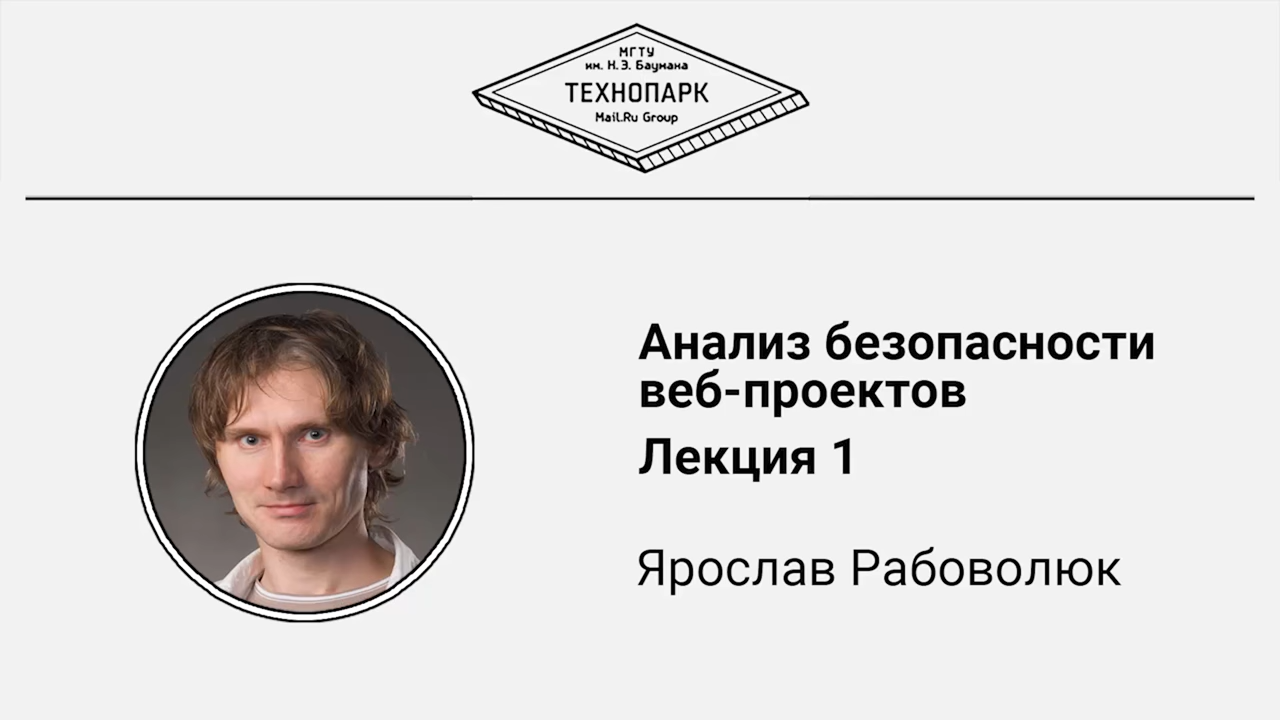 МГТУ
им. Н.Э. Баумана
ТЕХНОПАРК
Mail.Ru Group
Анализ безопасности
веб-проектов
Лекция 1
Ярослав Рабоволюк